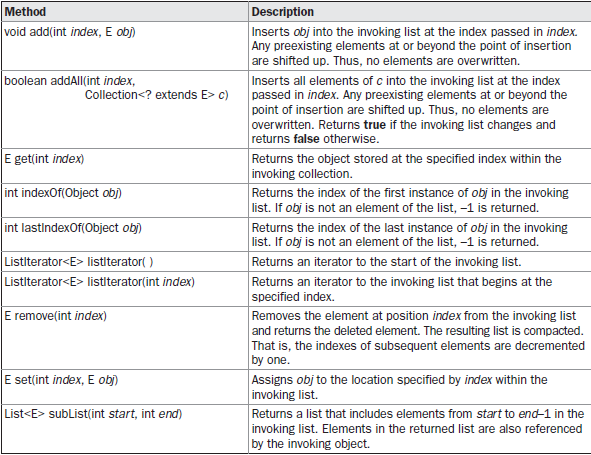 Method Description
void add(int index, E obj) Inserts obj into the invoking list at the index passed in index.
Any preexisting elements at or beyond the point of insertion
are shifted up. Thus, no elements are overwritten.
boolean addAll(int index, Inserts all elements of c into the invoking list at the index
Collection<? extends E> c) passed in index. Any preexisting elements at or beyond the
point of insertion are shifted up. Thus, no elements are
overwritten. Returns true if the invoking list changes and
returns false otherwise.
E get(int index) Returns the object stored at the specified index within the
invoking collection.
int indexOf(Object obj) Returns the index of the first instance of obj in the invoking
list. If obj is not an element of the list, –1 is returned.
int lastIndexOf(Object obj) Returns the index of the last instance of obj in the invoking
list. If obj is not an element of the list, –1 is returned.
ListIterator<E> listIterator( ) Returns an iterator to the start of the invoking list.
ListIterator<E> listIterator(int index) Returns an iterator to the invoking list that begins at the
specified index.
E remove(int index) Removes the element at position index from the invoking list
and returns the deleted element. The resulting list is compacted.
That is, the indexes of subsequent elements are decremented
by one.
E set(int index, E obj) Assigns obj to the location specified by index within the
invoking list.
List<E> subList(int start, int end) Returns a list that includes elements from start to end–1 in the
invoking list. Elements in the returned list are also referenced
by the invoking object.